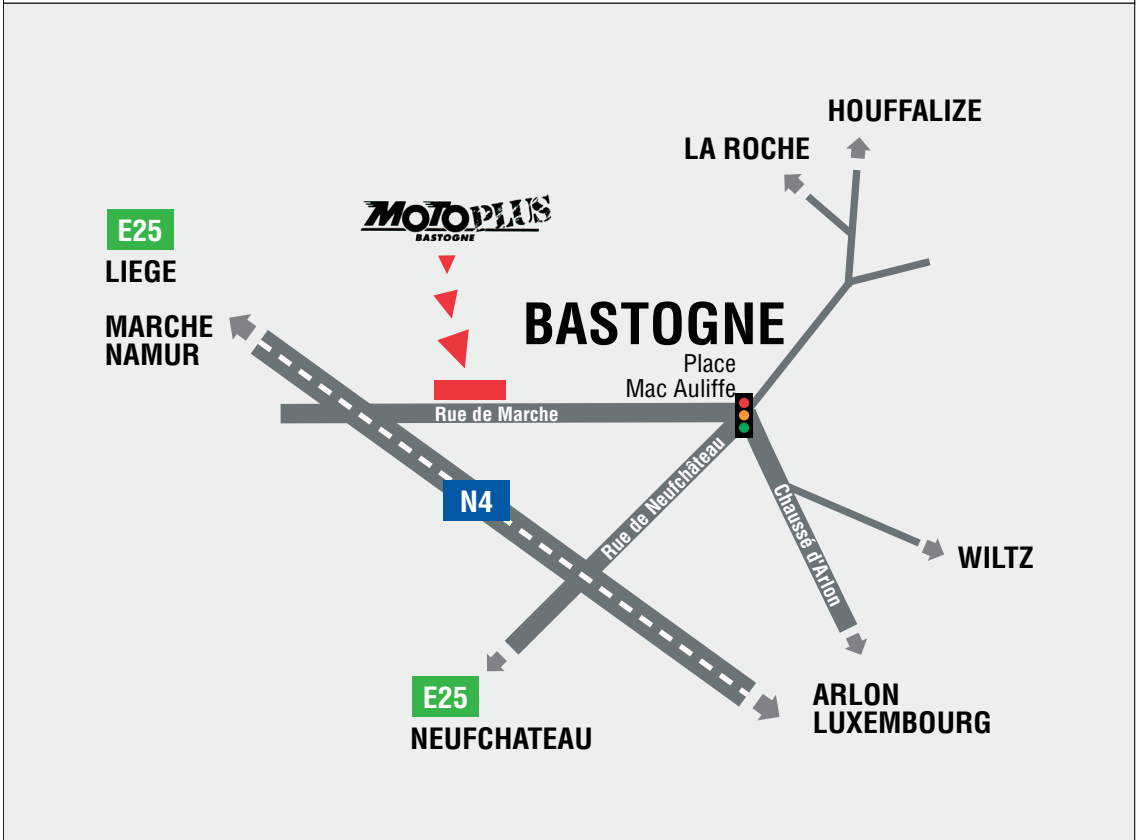 HOUFFALIZE
LA ROCHE
MOTOPLUS
BASTOGNE
E25
LIEGE
MARCHE
NAMUR
BASTOGNE
Place
Mac Auliffe
Rue de Marche
N4
Rue de Neufchâteau
Chaussé d'Arlon
WILTZ
E25
NEUFCHATEAU
ARLON
LUXEMBOURG